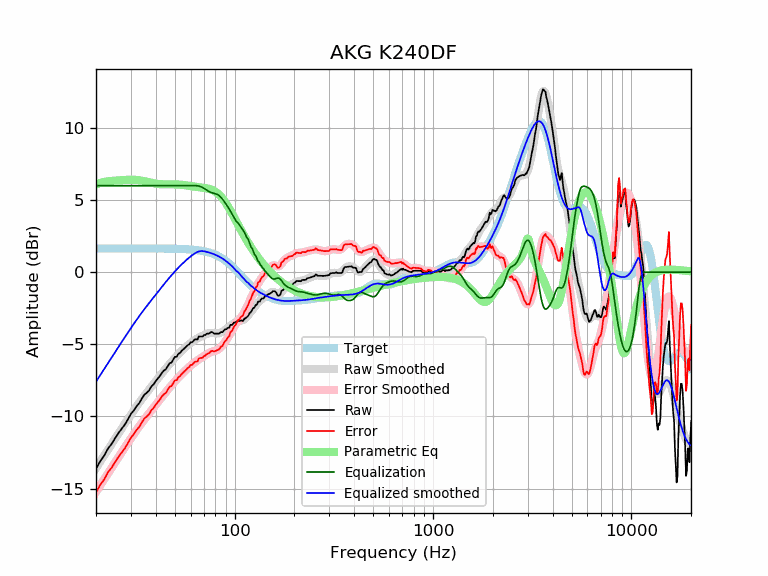 AKG K240DF
Amplitude (dBr)
10
5
0
−5
−10
−15
Target
Raw Smoothed
Error Smoothed
Raw
Error
Parametric Eq
Equalization
Equalized smoothed
100
1000
10000
Frequency (Hz)